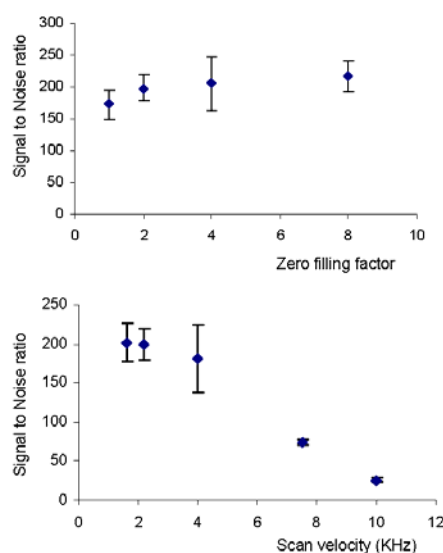 Signal to Noise ratio
300
250
200
150
100
50
0
0 2 4 6 8 10
Zero filling factor
Signal to Noise ratio
250
200
150
100
50
0
0 2 4 6 8 10 12
Scan velocity (KHz)